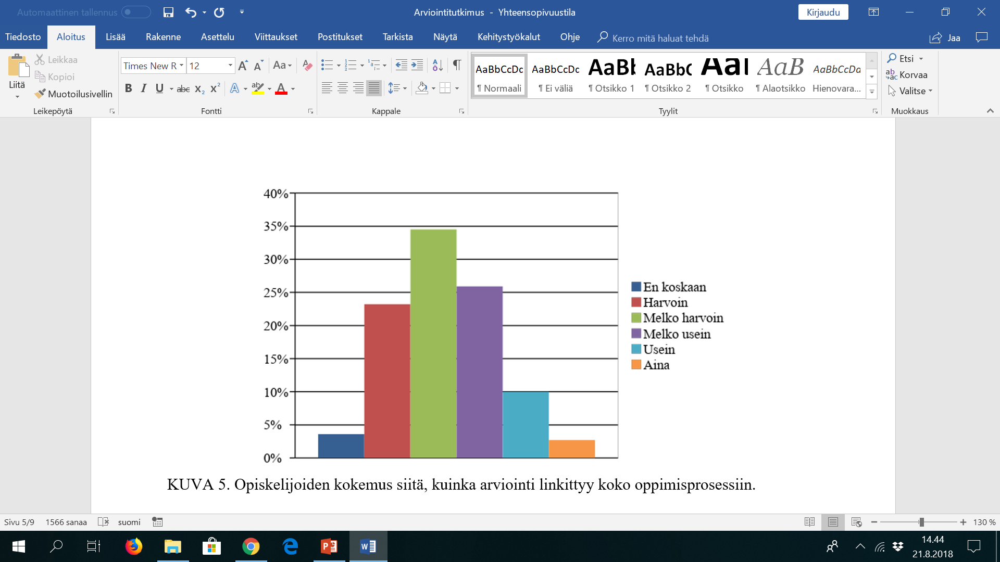 Automaattinen tallennus
Arviointitutkimus - Yhteensopivuustila
Kirjaudu
Tiedosto Aloitus Lisää Rakenne Asettelu Viittaukset Postitukset Tarkista Näytä Kehitystyökalut Ohje Kerro mitä haluat tehdä Jaa
Liitä
Leikkaa
Kopioi
Muotoilusivellin
Leikepöytä
Times New R 12
Fontti
Kappale
AaBbCcDc AaBbCcDc AaBb AaBbC AaB AaB AaBbCcDa
¶ Normaali ¶ Ei väliä ¶ Otsikko 1 ¶ Otsikko 2 ¶ Otsikko ¶ Alaotsikko Hienovara...
Tyylit
Etsi
Korvaa
Valitse
Muokkaus
40%
35%
30%
25%
20%
15%
10%
5%
0%
En koskaan
Harvoin
Melko harvoin
Melko usein
Usein
Aina
KUVA 5. Opiskelijoiden kokemus siitä, kuinka arviointi linkittyy koko oppimisprosessiin.
Sivu 5/9 1566 sanaa suomi 130 %
14.44
21.8.2018